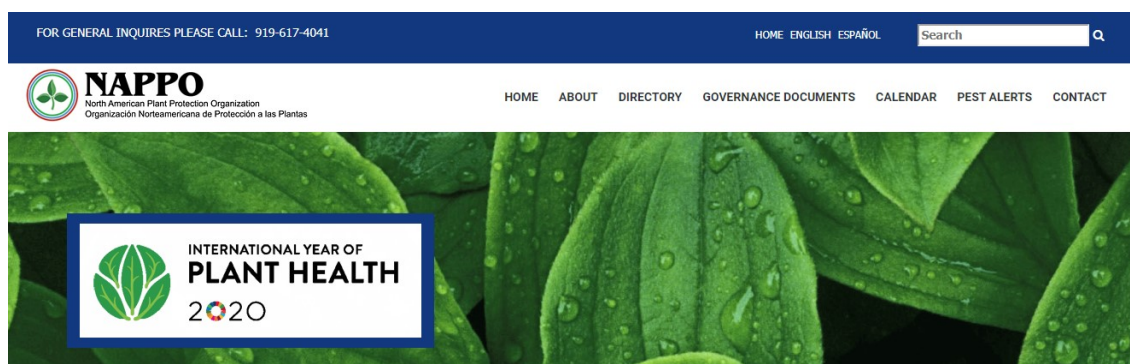 FOR GENERAL INQUIRES PLEASE CALL: 919-617-4041
HOME ENGLISH ESPAÑOL
Search
NAPPO
North American Plant Protection Organization
Organización Norteamericana de Protección a las Plantas
HOME ABOUT DIRECTORY GOVERNANCE DOCUMENTS CALENDAR PEST ALERTS CONTACT
INTERNATIONAL YEAR OF
PLANT HEALTH
2020